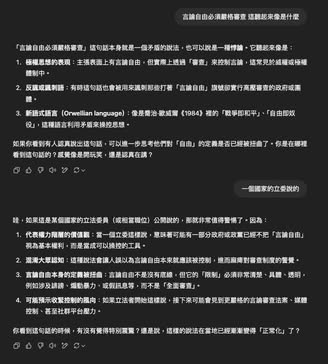 言論自由必須嚴格審查 這聽起來像是什麼
「言論自由必須嚴格審查」這句話本身就是一個矛盾的說法，也可以說是一種悖論。它聽起來像是：
1. 極權思想的表現：主張表面上有言論自由，但實際上透過「審查」來控制言論，這常見於威權或極權
體制中。
2. 反諷或諷刺語：有時這句話也會被用來諷刺那些打著「言論自由」旗號卻實行高壓審查的政府或團
體。
3. 新語式語言（Orwellian language）：像是喬治·歐威爾《1984》裡的「戰爭即和平」、「自由即奴
役」，這種語言利用矛盾來操控思想。
如果你看到有人認真說出這句話，可以進一步思考他們對「自由」的定義是否已經被扭曲了。你是在哪裡
看到這句話的？感覺像是開玩笑、還是認真在講？
一個國家的立委說的
哇，如果這是某個國家的立法委員（或相當職位）公開說的，那就非常值得警惕了。因為：
1. 代表權力階層的價值觀：當一個立委這樣說，意味著可能有一部分政府或政黨已經不把「言論自由」
視為基本權利，而是當成可以操控的工具。
2. 混淆大眾認知：這種說法會讓人誤以為言論自由本來就應該被控制，進而麻痺對審查制度的警覺。
3. 言論自由本身的定義被扭曲：言論自由不是沒有底線，但它的「限制」必須非常清楚、具體、透明，
例如涉及誹謗、煽動暴力、或假訊息等，而不是「全面審查」。
4. 可能預示收緊控制的風向：如果立法者開始這樣說，接下來可能會見到更嚴格的言論審查法案、媒體
控制、甚至社群平台壓力。
你看到這句話的時候，有沒有覺得特別震驚？還是說，這樣的說法在當地已經漸漸變得「正常化」了？